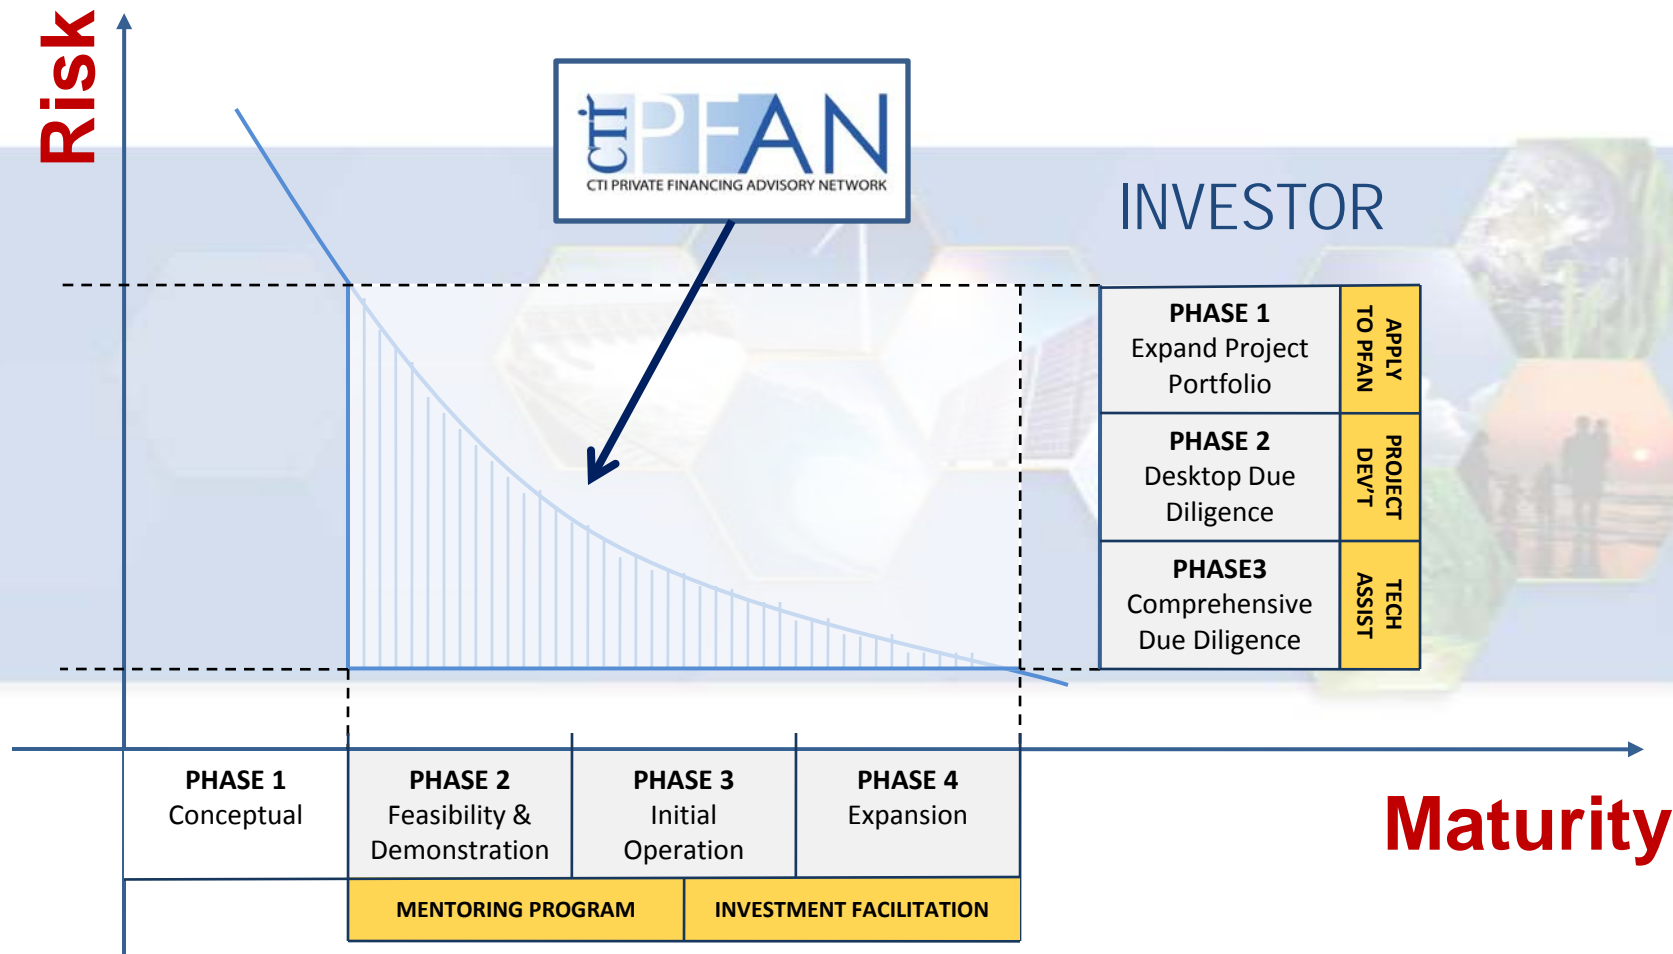 Risk
CTI PFAN
CTI PRIVATE FINANCING ADVISORY NETWORK
INVESTOR
PHASE 1
Expand Project
Portfolio
APPLY
TO PFAN
PHASE 2
Desktop Due
Diligence
PROJECT
DEV'T
PHASE3
Comprehensive
Due Diligence
TECH
ASSIST
PHASE 1
Conceptual
PHASE 2
Feasibility &
Demonstration
PHASE 3
Initial
Operation
PHASE 4
Expansion
Maturity
MENTORING PROGRAM
INVESTMENT FACILITATION